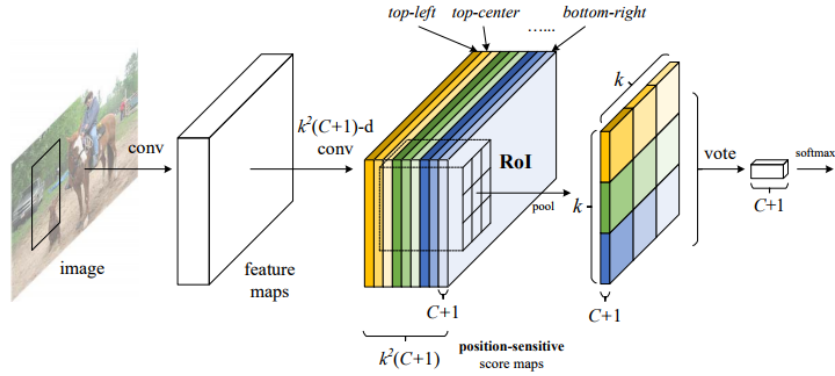 top-left top-center ...... bottom-right
k²(C+1)-d
conv
conv
RoI
pool
k
k
vote
softmax
C+1
image
feature
maps
C+1
C+1
k²(C+1)
position-sensitive
score maps